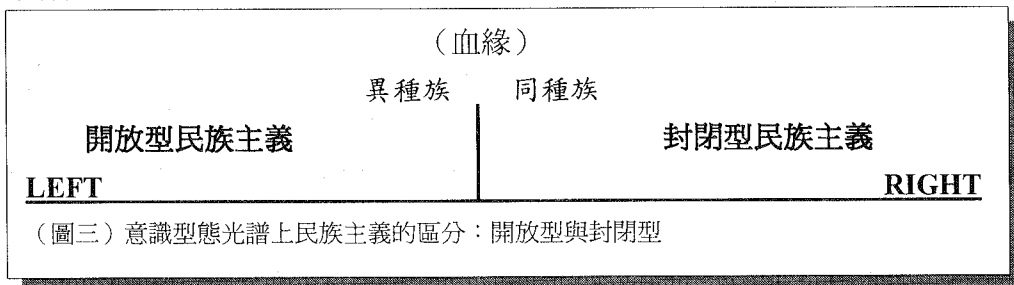 （血緣）
異種族 同種族
開放型民族主義 封閉型民族主義
LEFT RIGHT
（圖三）意識型態光譜上民族主義的區分：開放型與封閉型